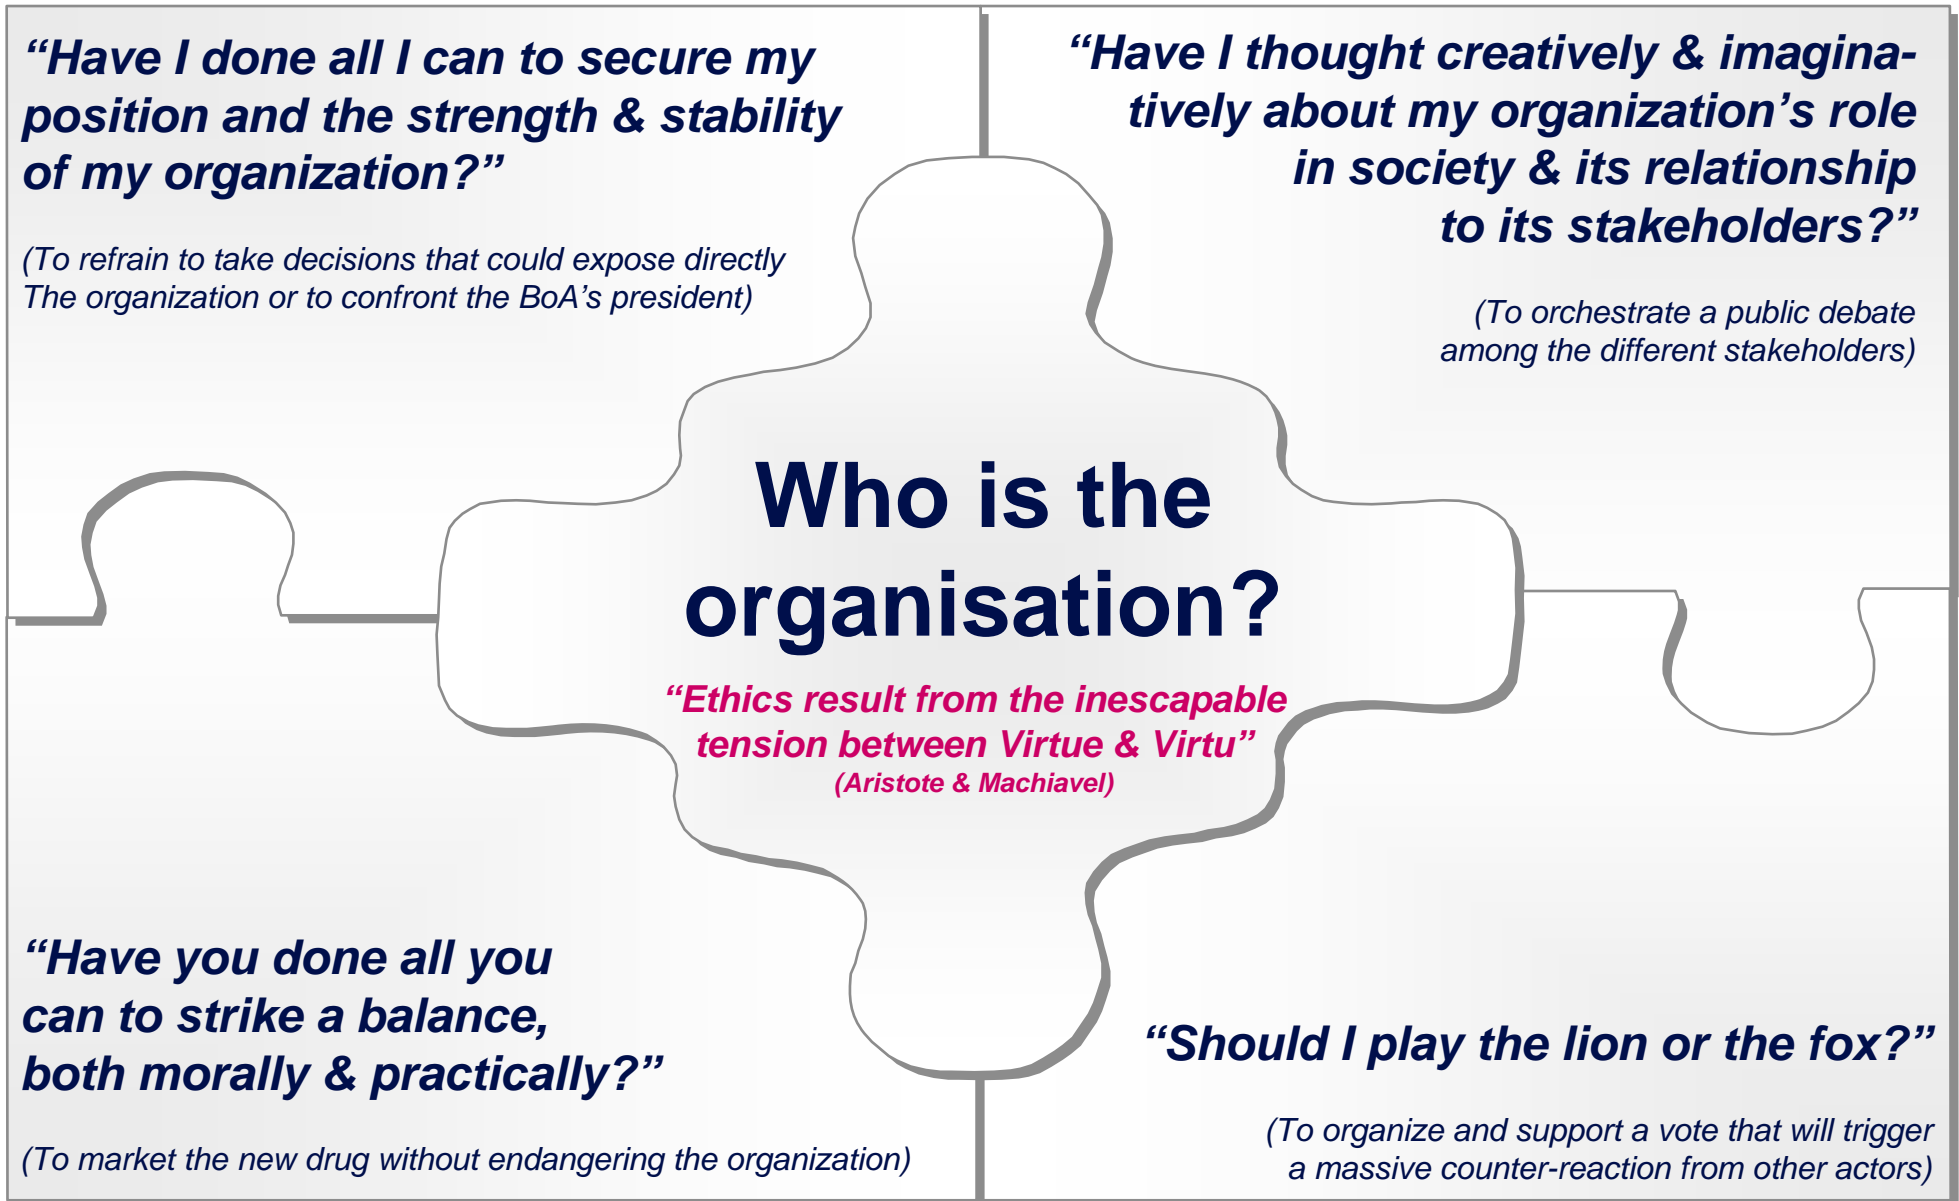 “Have I done all I can to secure my
position and the strength & stability
of my organization?”
(To refrain to take decisions that could expose directly
The organization or to confront the BoA’s president)
“Have I thought creatively & imagina-
tively about my organization’s role
in society & its relationship
to its stakeholders?”
(To orchestrate a public debate
among the different stakeholders)
Who is the
organisation?
“Ethics result from the inescapable
tension between Virtue & Virtu”
(Aristote & Machiavel)
“Have you done all you
can to strike a balance,
both morally & practically?”
(To market the new drug without endangering the organization)
“Should I play the lion or the fox?”
(To organize and support a vote that will trigger
a massive counter-reaction from other actors)